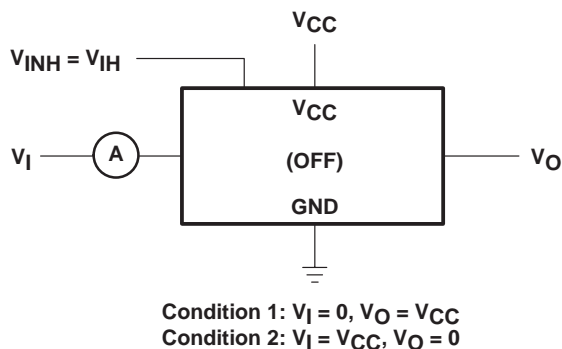 VCC
VINH = VIH
VCC
VI
A
(OFF)
VO
GND
Condition 1: VI = 0, VO = VCC
Condition 2: VI = VCC, VO = 0